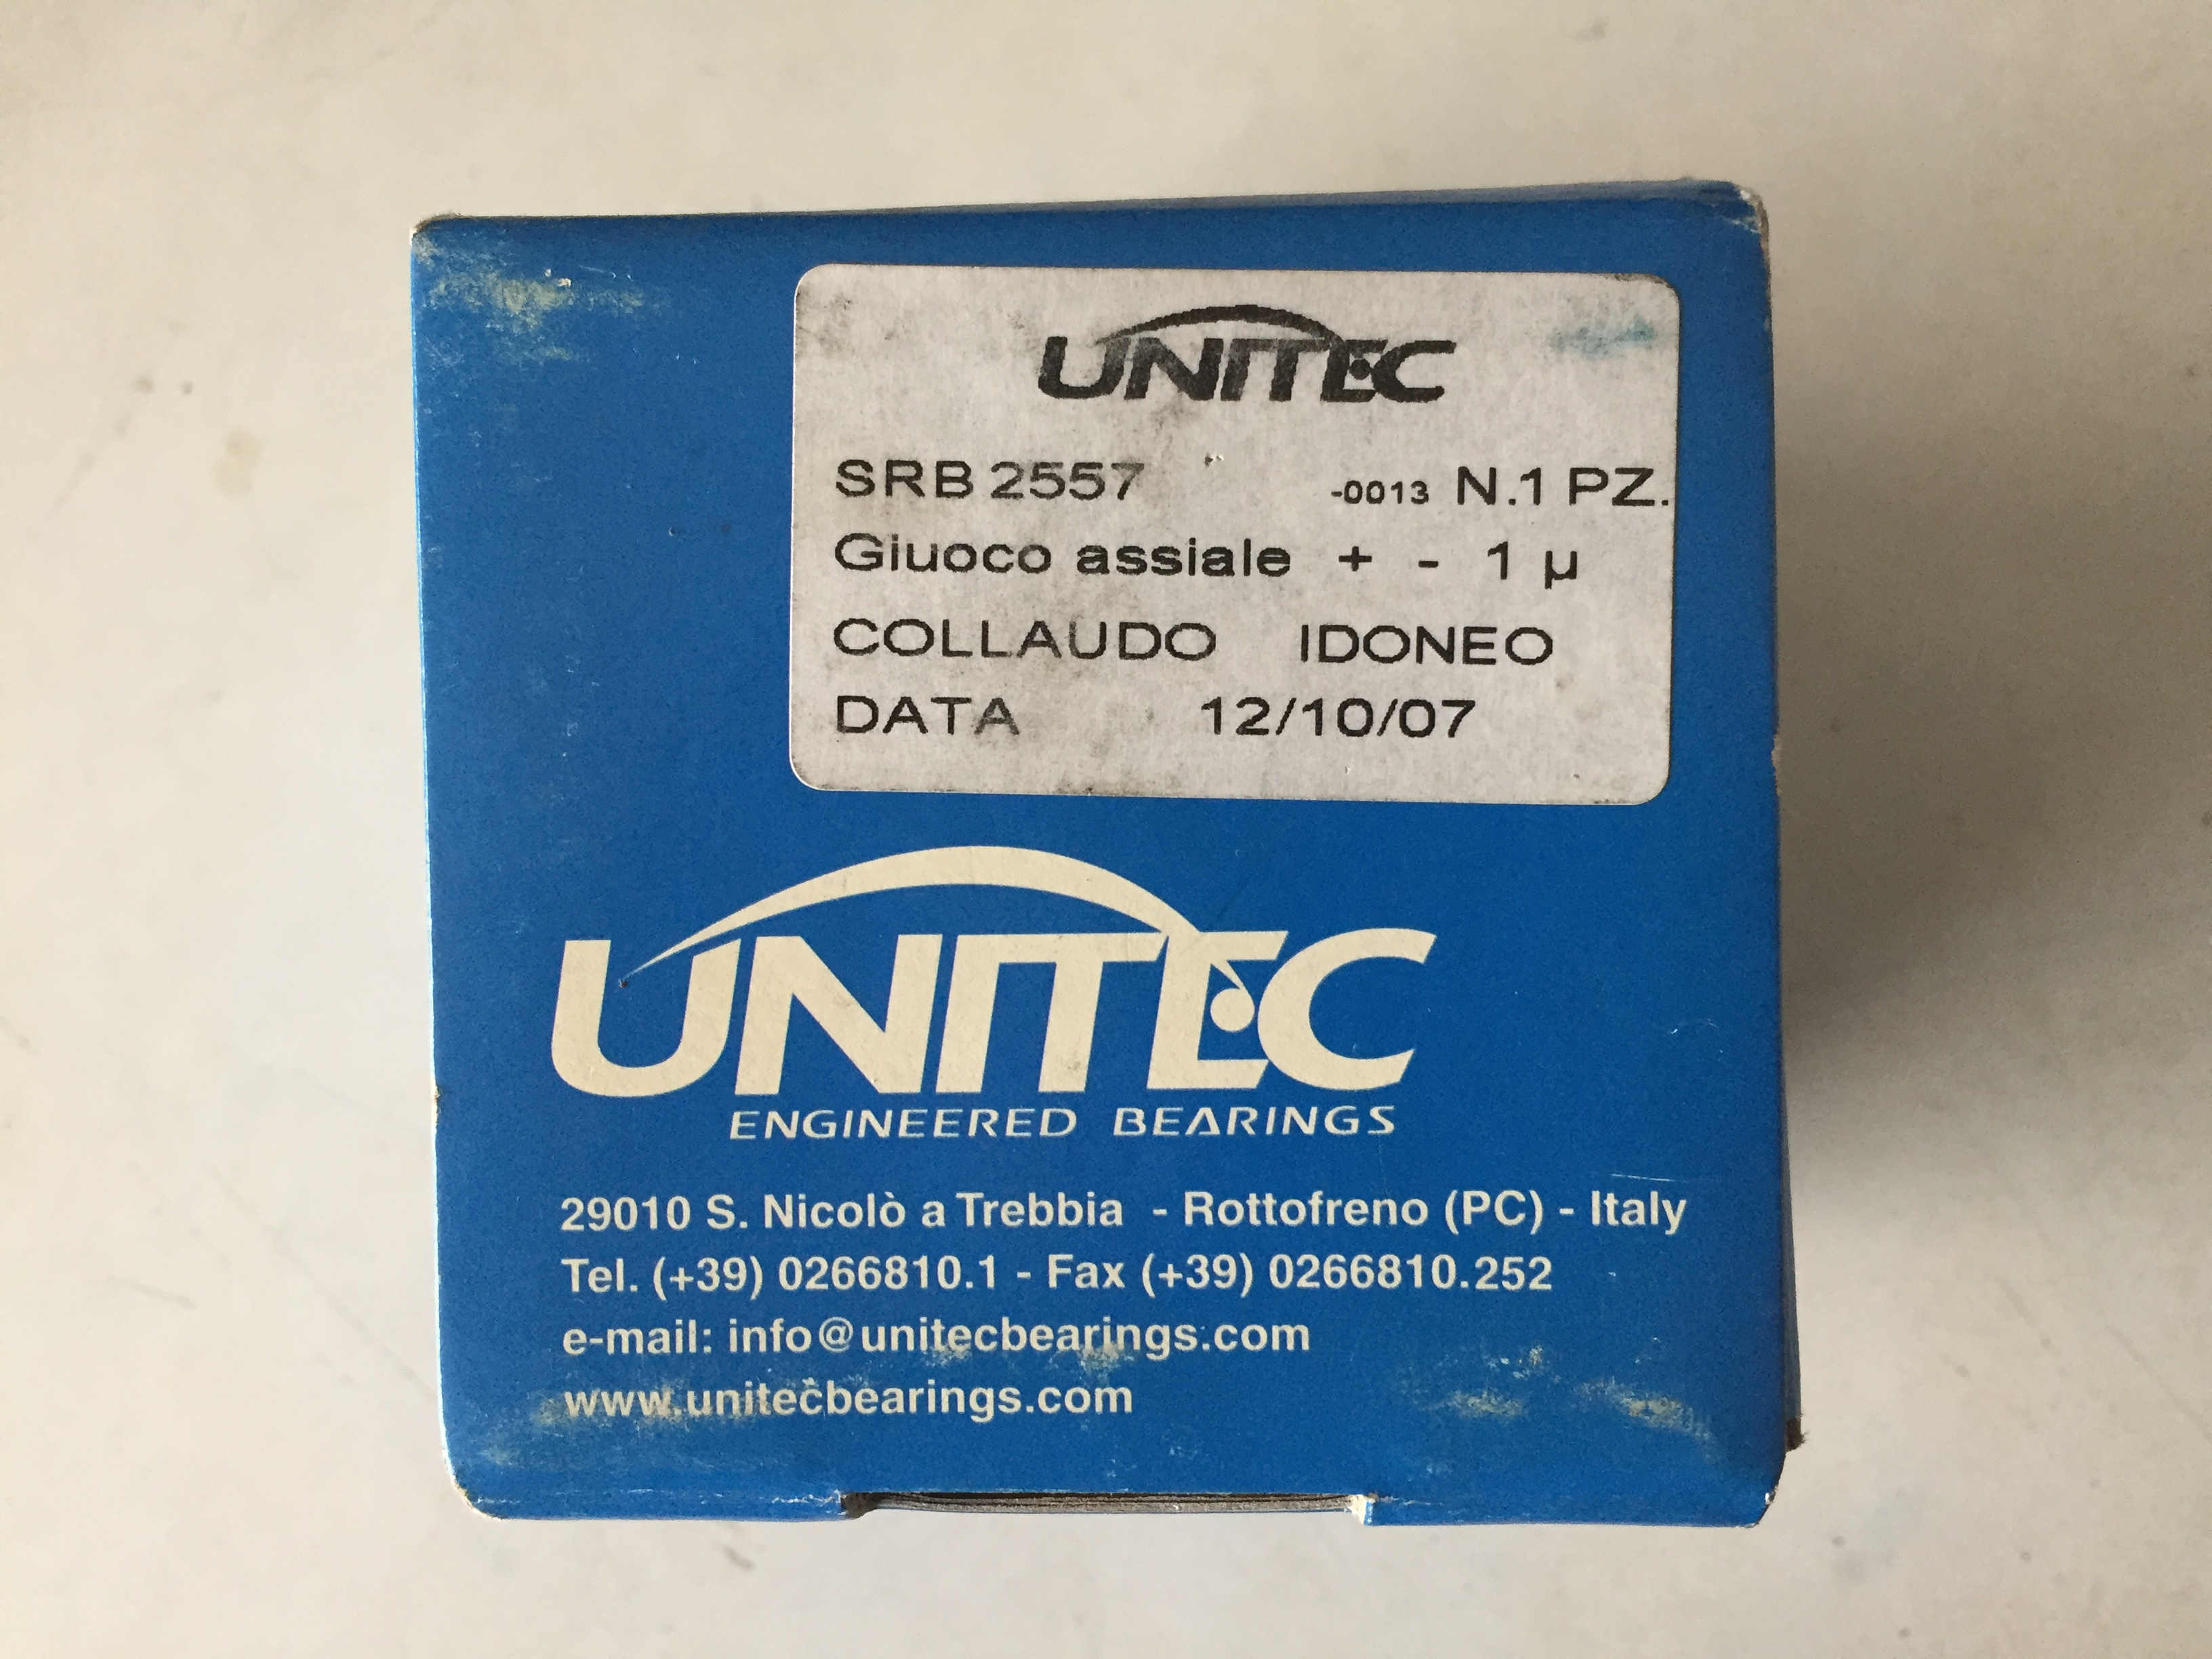 UNITEC
SRB 2557 -0013 N.1 PZ.
Giuoco assiale + - 1 µ
COLLAUDO IDONEO
DATA 12/10/07
UNITEC
ENGINEERED BEARINGS
29010 S. Nicolò a Trebbia - Rottofreno (PC) - Italy
Tel. (+39) 0266810.1 - Fax (+39) 0266810.252
e-mail: info@unitecbearings.com
www.unitecbearings.com